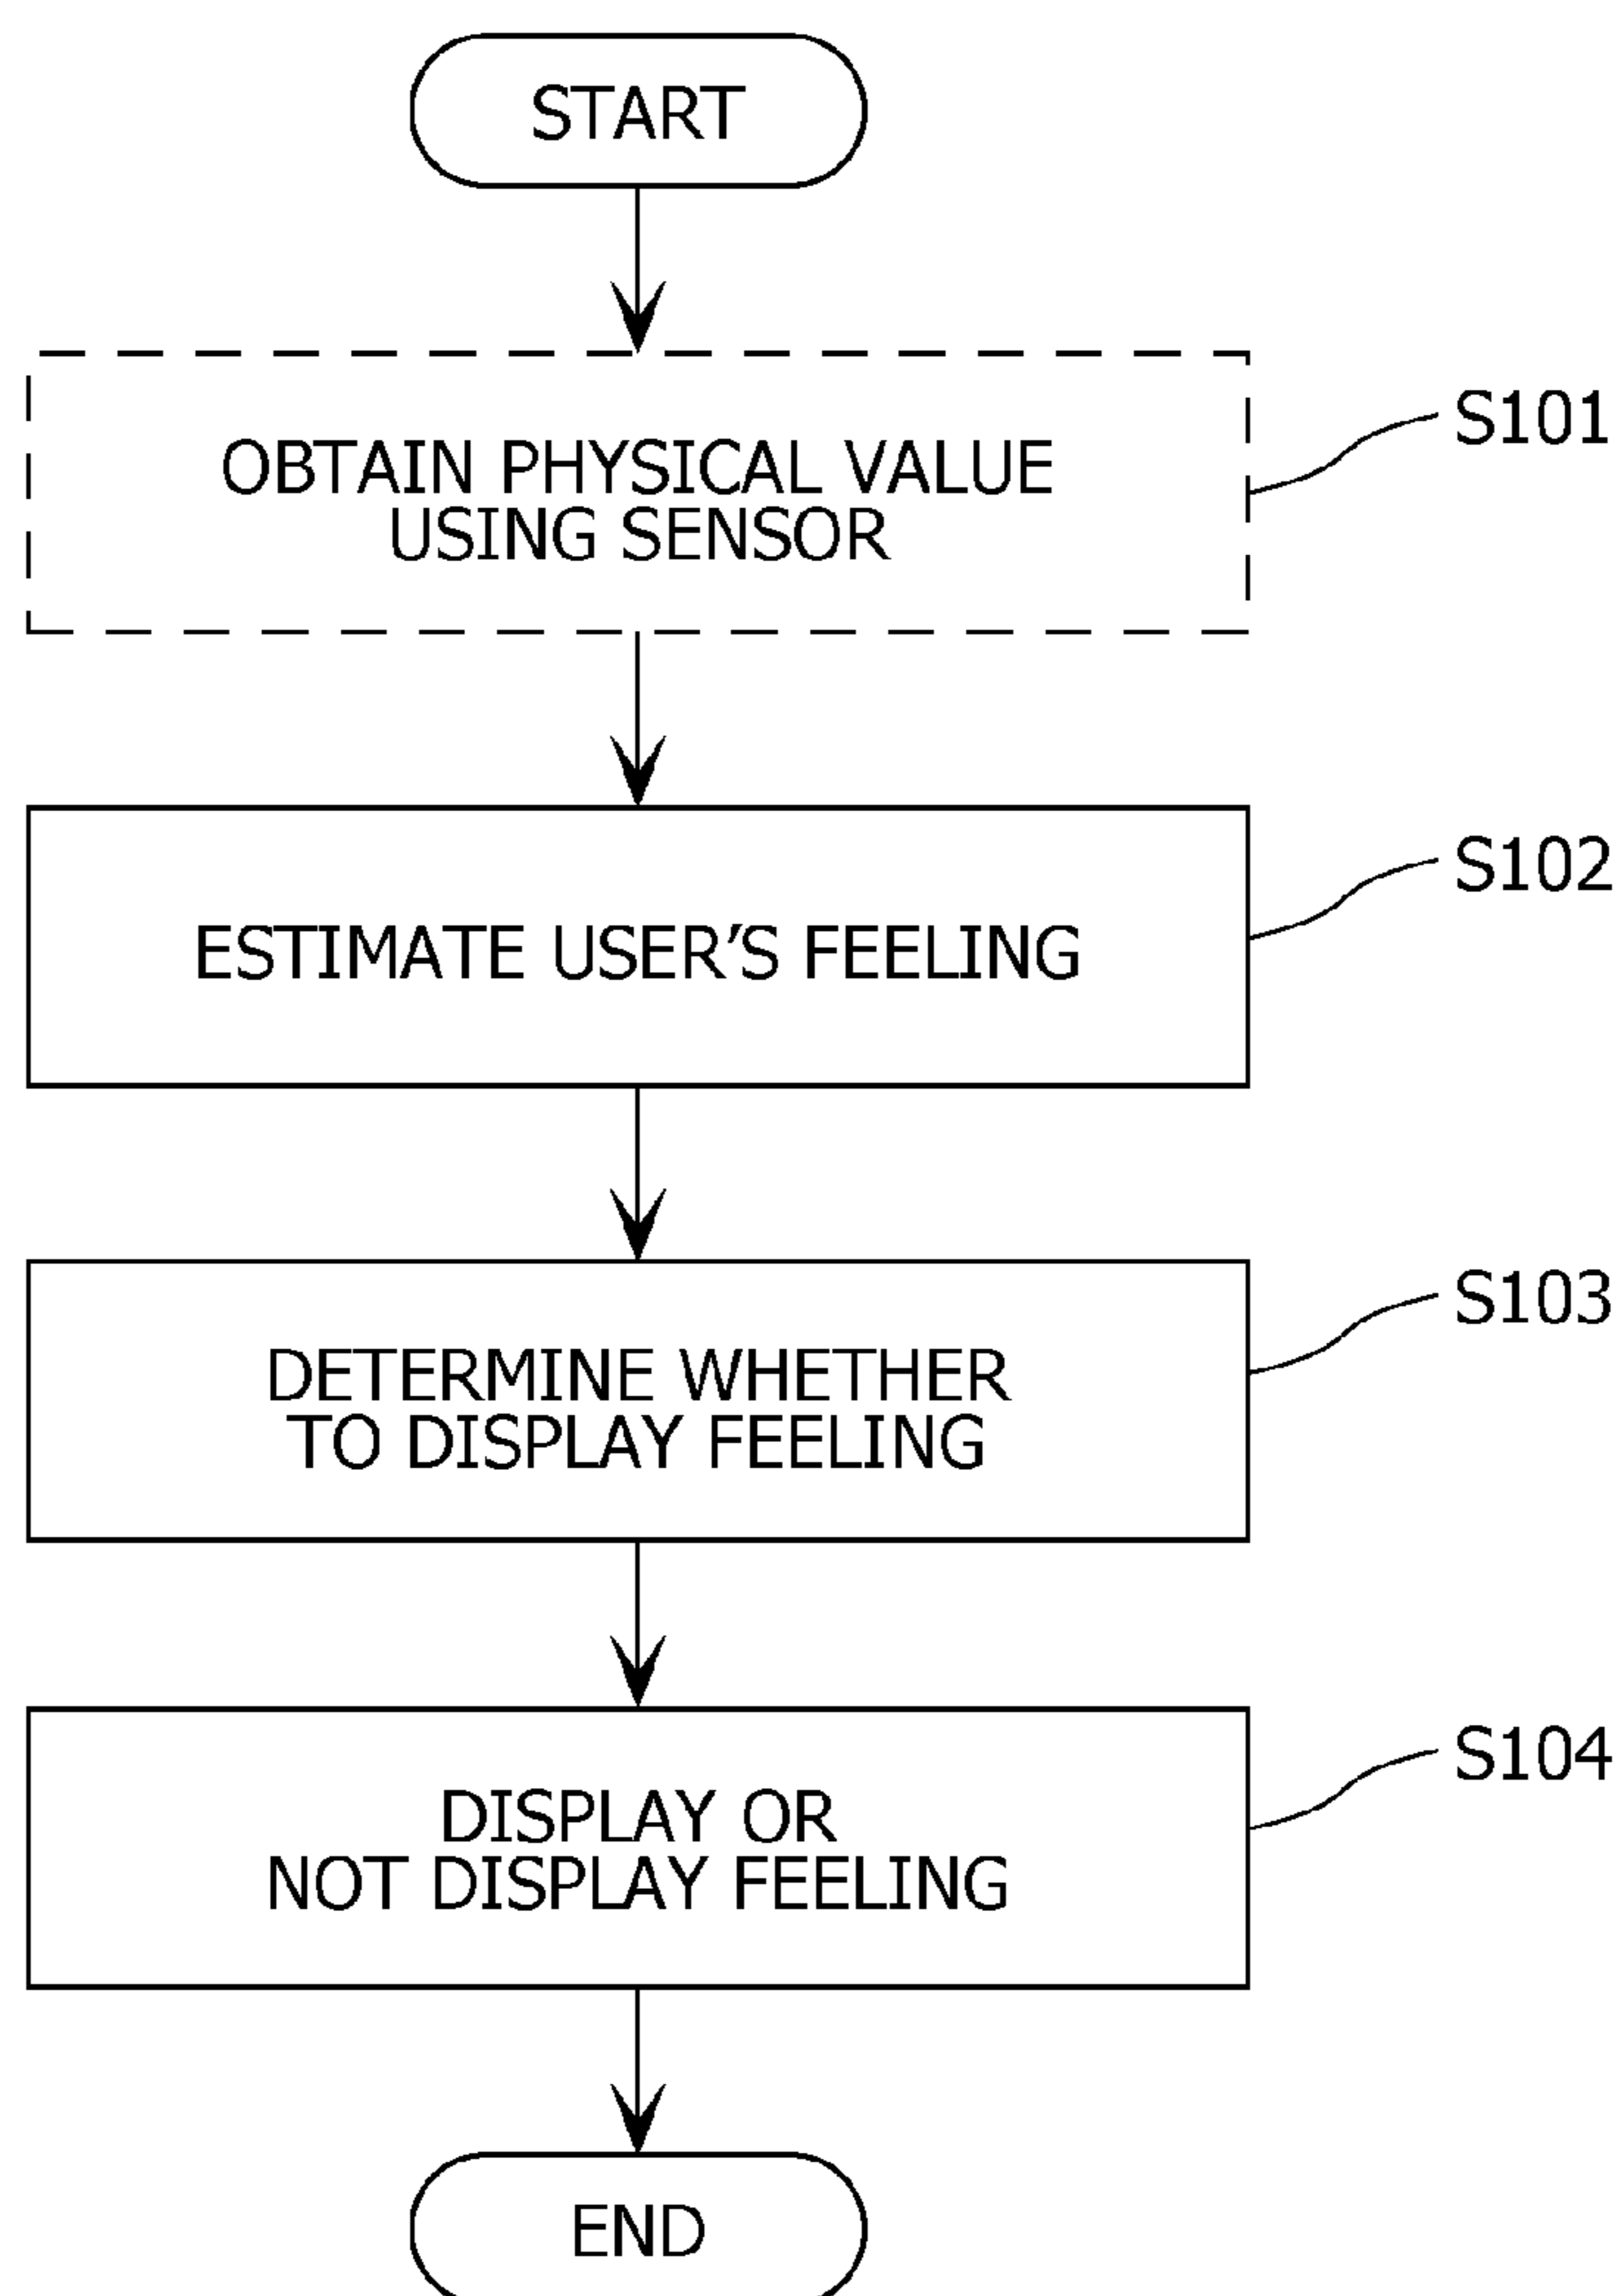 START
OBTAIN PHYSICAL VALUE
USING SENSOR
S101
ESTIMATE USER’S FEELING
S102
DETERMINE WHETHER
TO DISPLAY FEELING
S103
DISPLAY OR
NOT DISPLAY FEELING
S104
END